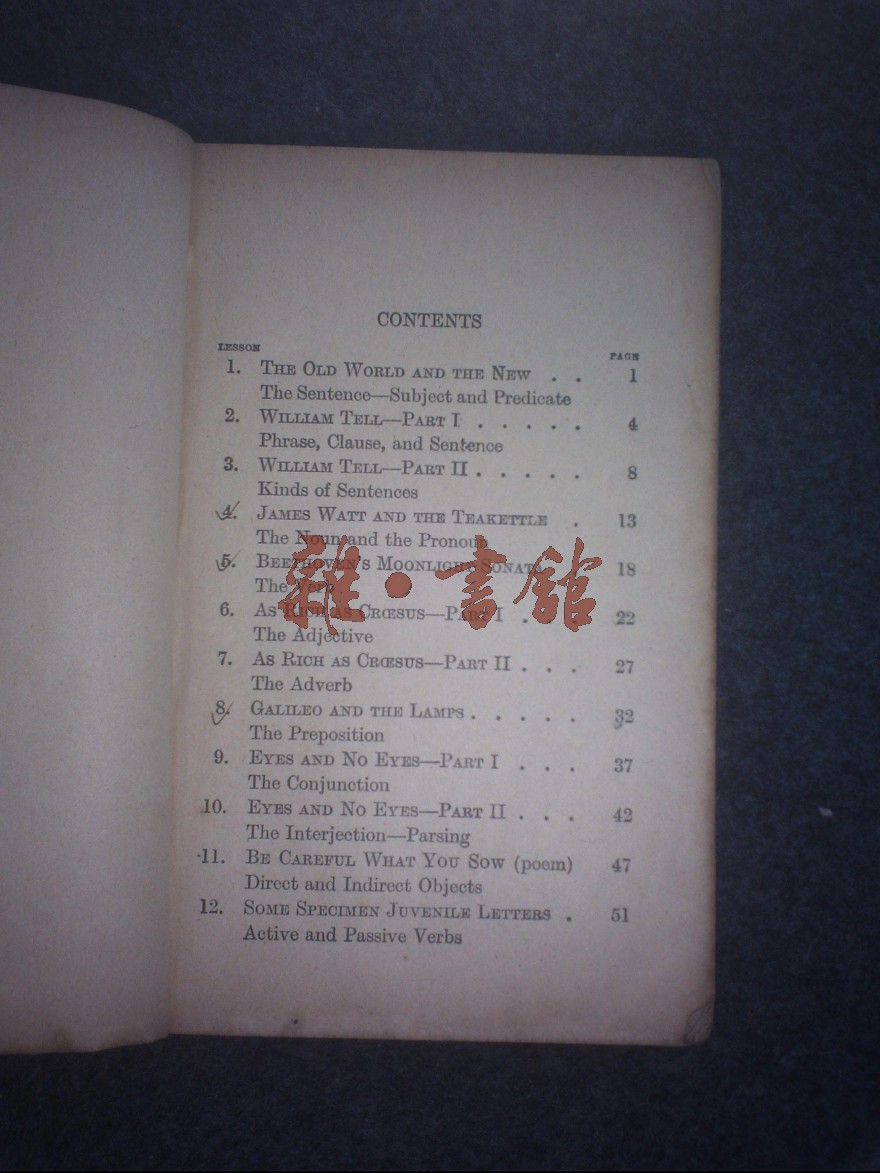 CONTENTS
LESSON PAGE
1. THE OLD WORLD AND THE NEW . . 1
The Sentence—Subject and Predicate
2. WILLIAM TELL—PART I . . . . . 4
Phrase, Clause, and Sentence
3. WILLIAM TELL—PART II . . . . . 8
Kinds of Sentences
4. JAMES WATT AND THE TEAKETTLE . 13
The Noun and the Pronoun
5. BEETHOVEN'S MOONLIGHT SONATA 18
The Verb
雜·書館
6. AS RICH AS CRŒSUS—PART I . . . 22
The Adjective
7. AS RICH AS CRŒSUS—PART II . . . 27
The Adverb
8. GALILEO AND THE LAMPS . . . . . 32
The Preposition
9. EYES AND NO EYES—PART I . . . 37
The Conjunction
10. EYES AND NO EYES—PART II . . . 42
The Interjection—Parsing
11. BE CAREFUL WHAT YOU SOW (poem) 47
Direct and Indirect Objects
12. SOME SPECIMEN JUVENILE LETTERS . 51
Active and Passive Verbs